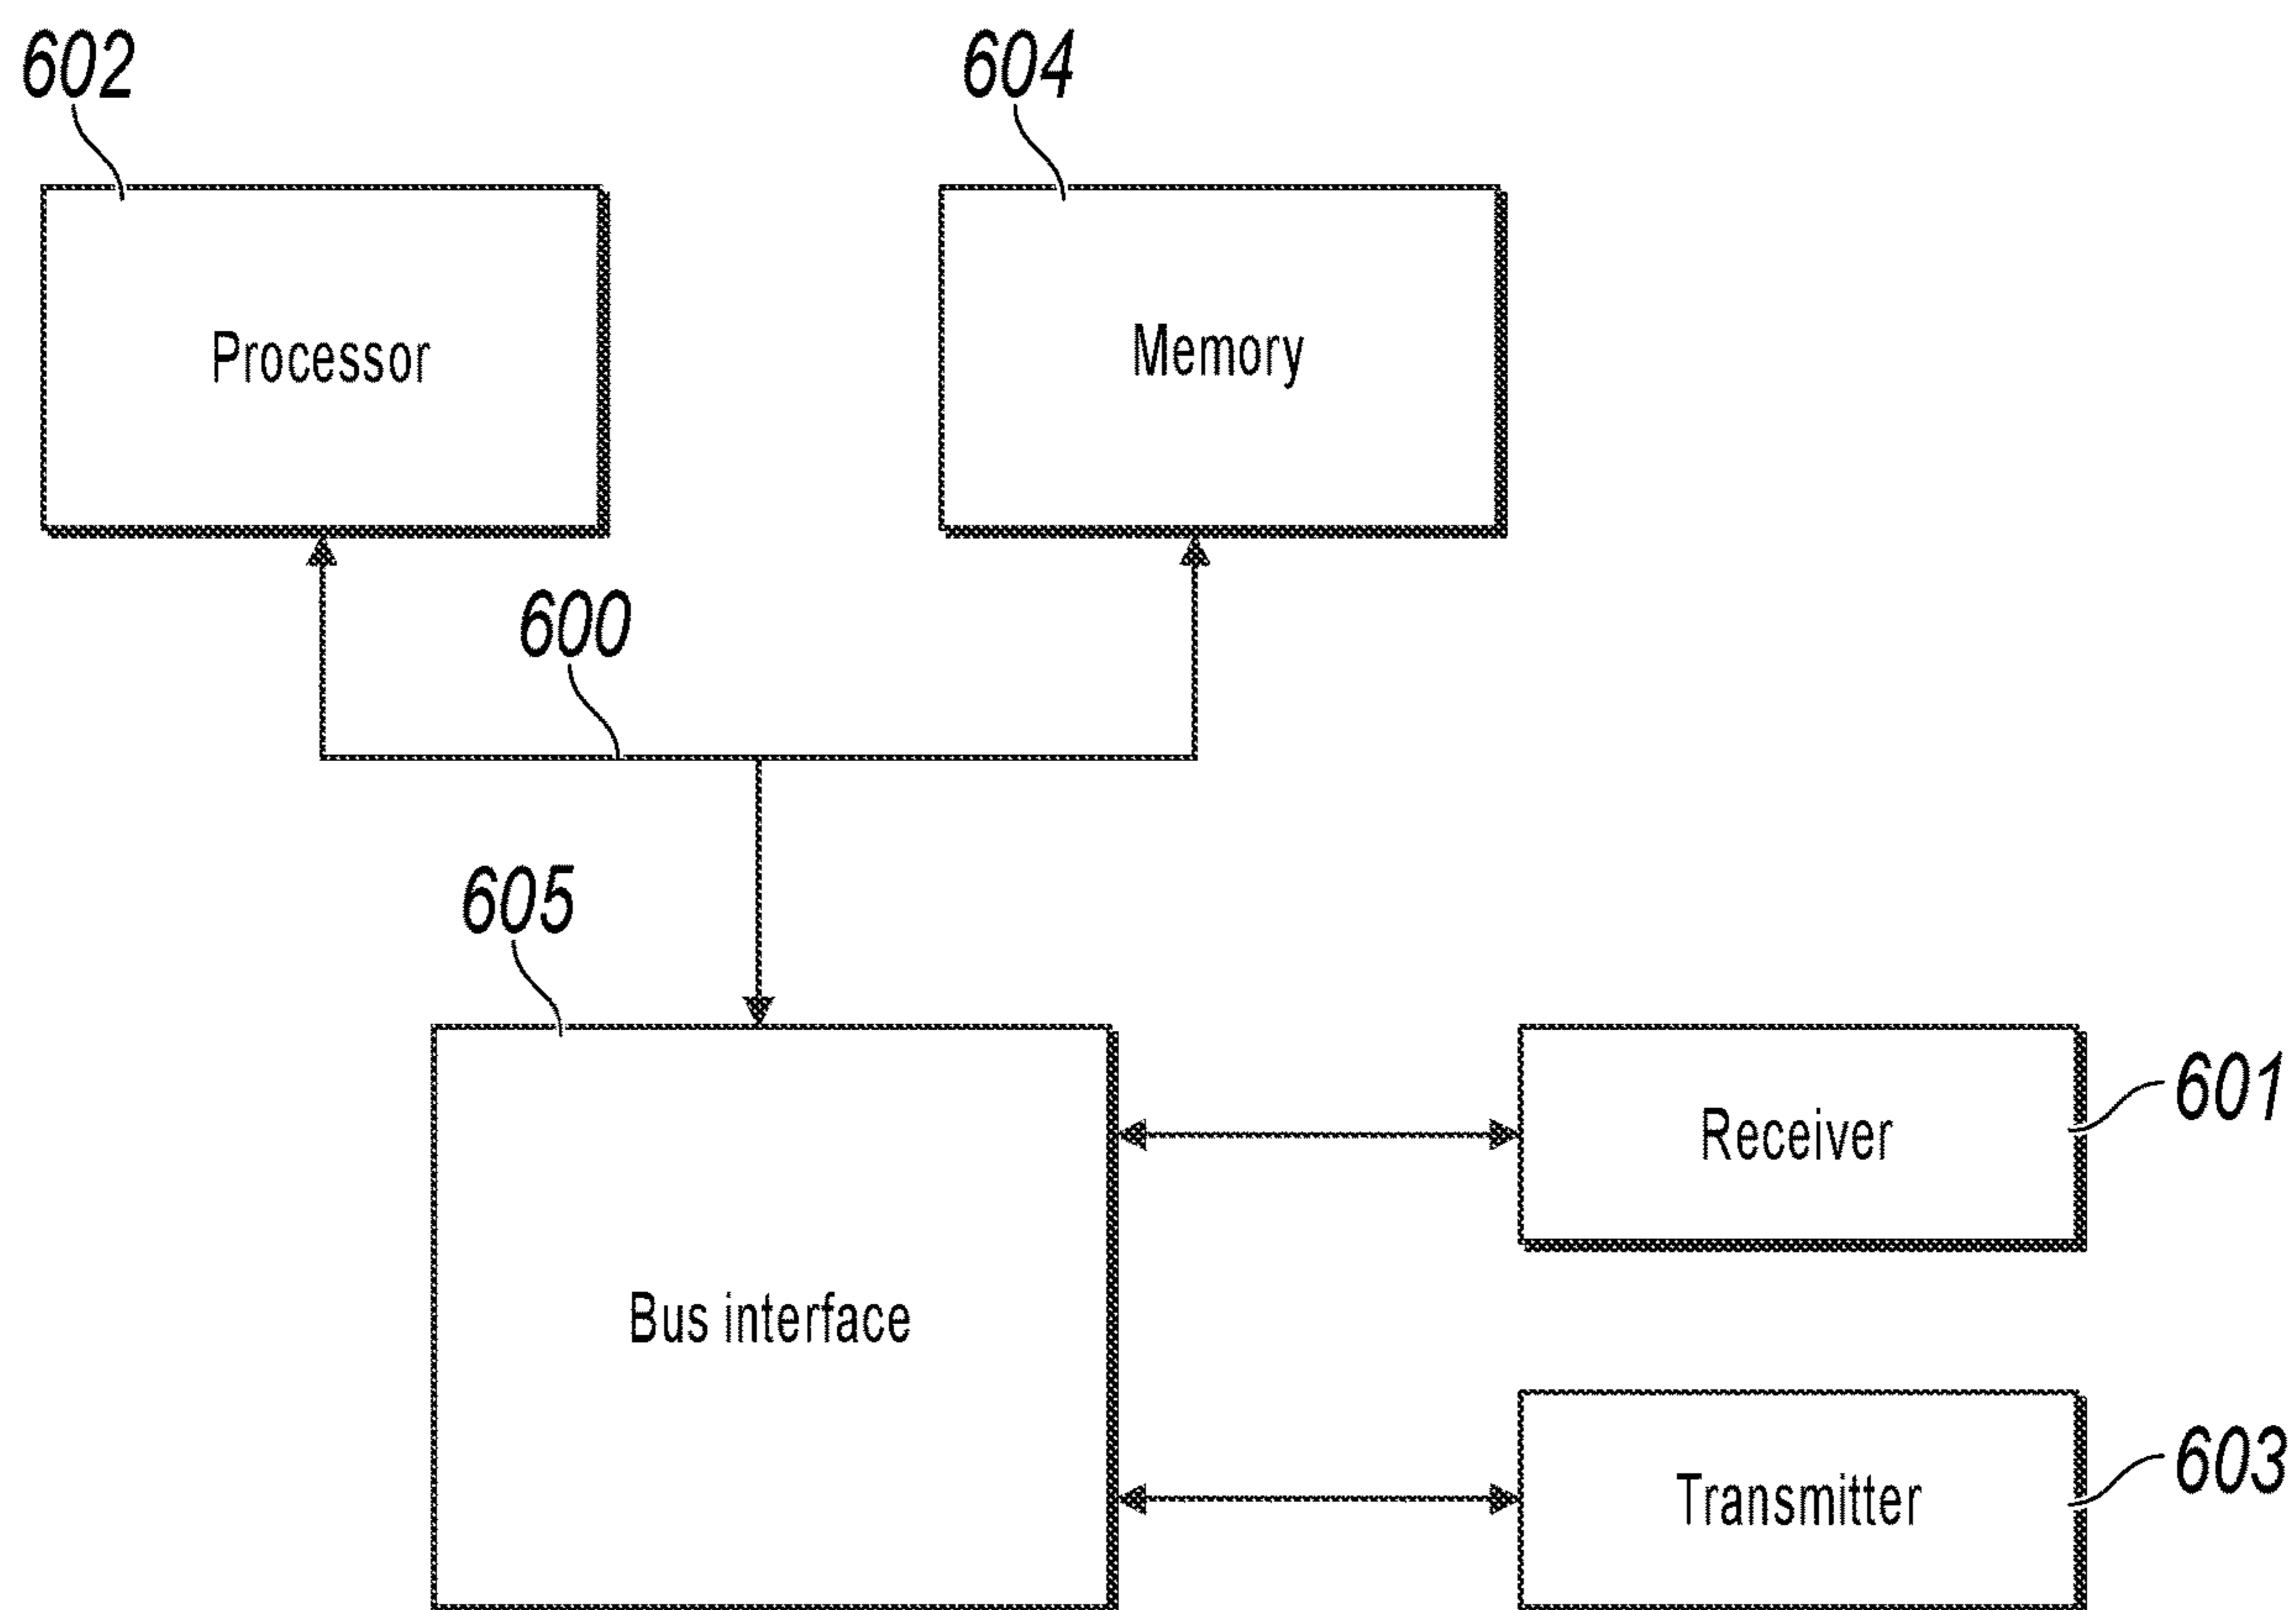 602
604
Processor
Memory
600
605
Receiver
601
Bus interface
Transmitter
603